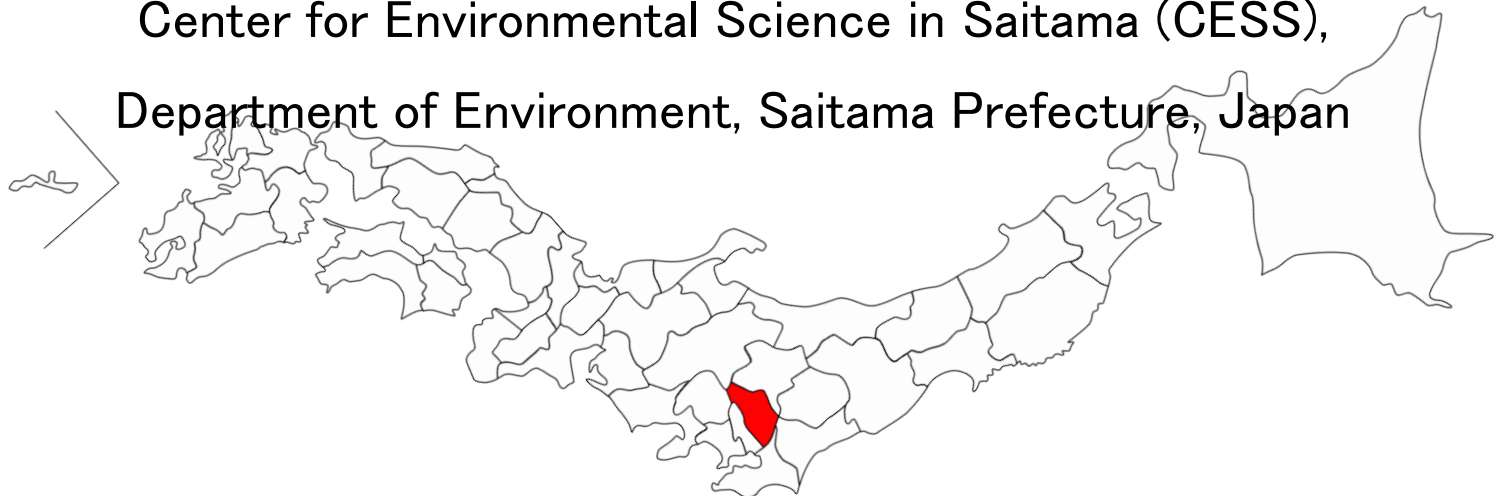 Center for Environmental Science in Saitama (CESS),
Department of Environment, Saitama Prefecture, Japan